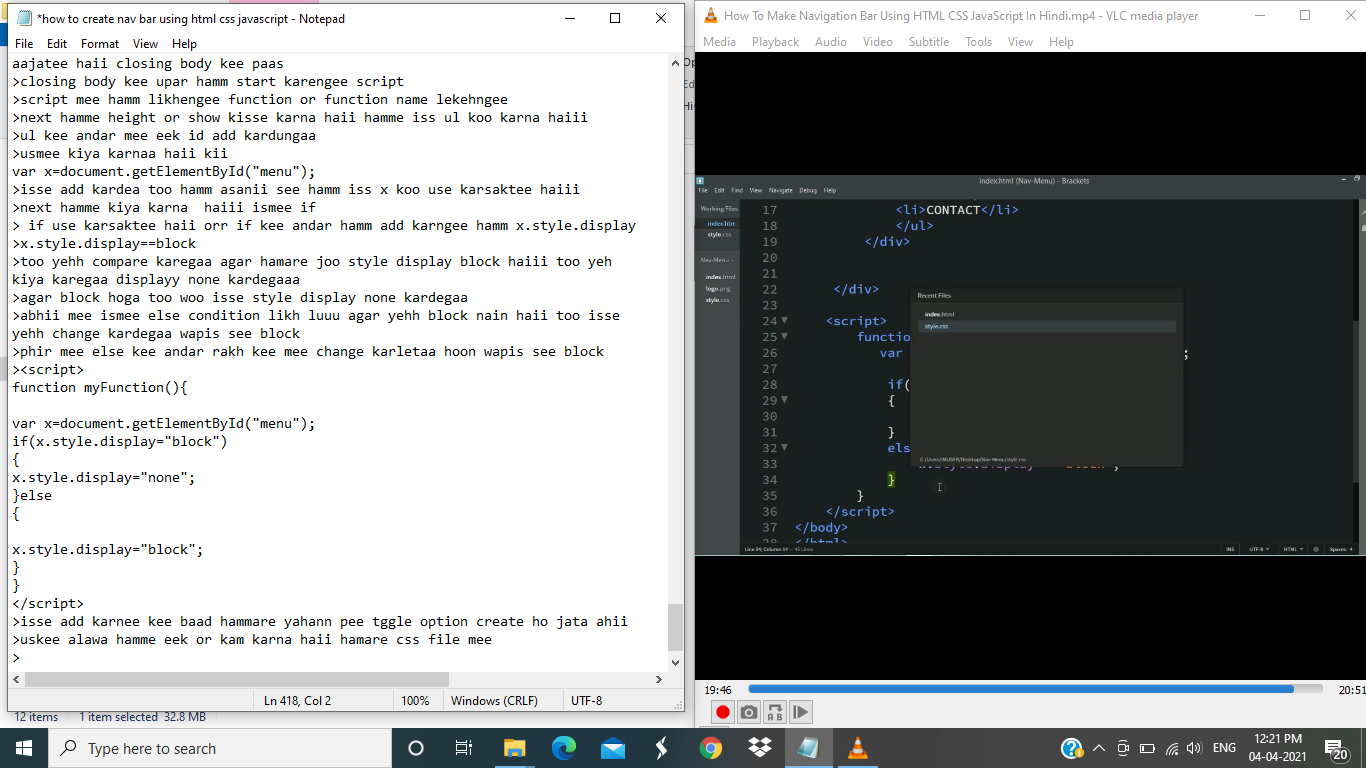 *how to create nav bar using html css javascript - Notepad
File Edit Format View Help
aajatee haii closing body kee paas
>closing body kee upar hamm start karengee script
>script mee hamm likhengee function or function name lekehngee
>next hamme height or show kisse karna haii hamme iss ul koo karna haiii
>ul kee andar mee eek id add kardungaa
>usmee kiya karnaa haii kii
var x=document.getElementById("menu");
>isse add kardea too hamm asanii see hamm iss x koo use karsaktee haiii
>next hamme kiya karna  haiii ismee if
> if use karsaktee haii orr if kee andar hamm add karngee hamm x.style.display
>x.style.display==block
>too yehh compare karegaa agar hamare joo style display block haiii too yeh
kiya karegaa displayy none kardegaaa
>agar block hoga too woo isse style display none kardegaa
>abhii mee ismee else condition likh luuu agar yehh block nain haii too isse
yehh change kardegaa wapis see block
>phir mee else kee andar rakh kee mee change karletaa hoon wapis see block
><script>
function myFunction(){
var x=document.getElementById("menu");
if(x.style.display="block")
{
x.style.display="none";
}else
{
x.style.display="block";
}
}
</script>
>isse add karnee kee baad hammare yahann pee tggle option create ho jata ahii
>uskee alawa hamme eek or kam karna haii hamare css file mee
>
Ln 418, Col 2 100% Windows (CRLF) UTF-8
12 items 1 item selected 32.8 MB
How To Make Navigation Bar Using HTML CSS JavaScript In Hindi.mp4 - VLC media player
Media Playback Audio Video Subtitle Tools View Help
index.html (Nav-Menu) - Brackets
File Edit Find View Navigate Debug Help
Working Files
index.htm
style.css
Nav-Menu
index.html
logo.png
style.css
17 <li>CONTACT</li>
18 </ul>
19 </div>
20
21
22 </div>
23
24 <script>
25 functio
26 var ;
27
28 if(
29 {
30
31 }
32 els
33
34 }
35 }
36 </script>
37 </body>
38 </html>
Recent Files
index.html
style.css
Line 34, Column 14 — 45 Lines
INS UTF-8 HTML Spaces: 4
19:46 20:51
Type here to search
ENG
12:21 PM
04-04-2021
20